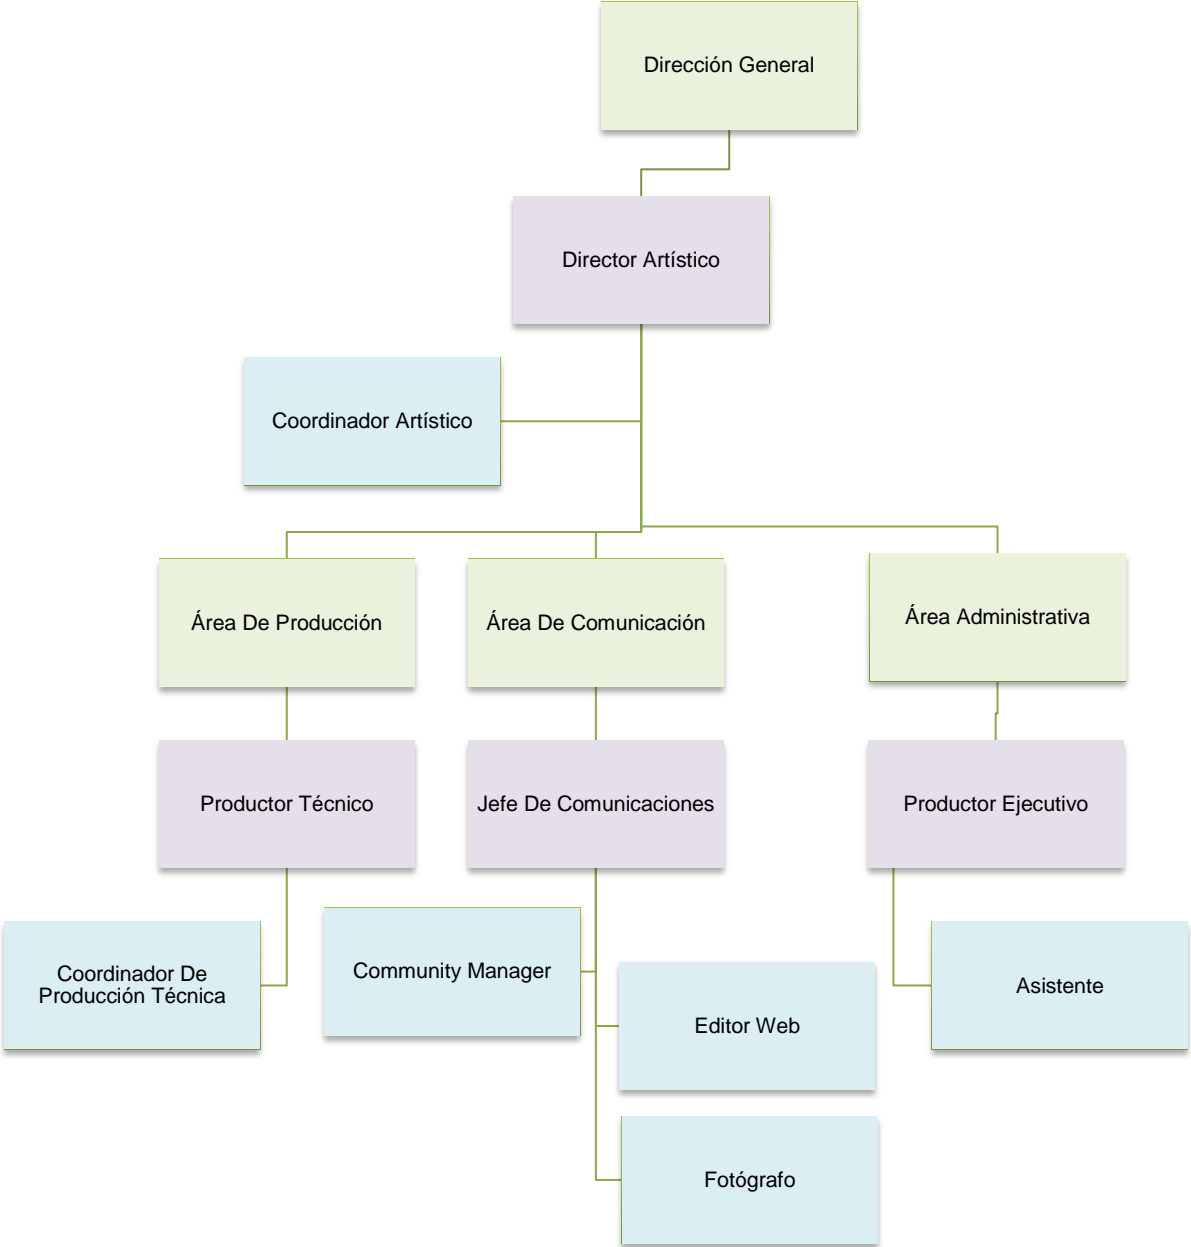 Dirección General
Director Artístico
Coordinador Artístico
Área De Producción
Área De Comunicación
Área Administrativa
Productor Técnico
Jefe De Comunicaciones
Productor Ejecutivo
Coordinador De
Producción Técnica
Community Manager
Editor Web
Asistente
Fotógrafo